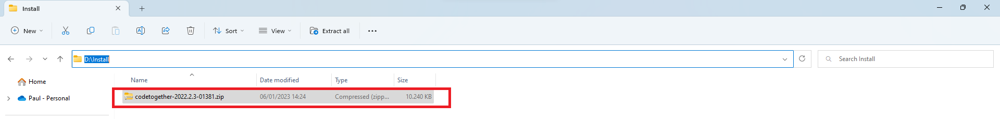 Install
New
Sort
View
Extract all
D:\Install
Search Install
Name
Date modified
Type
Size
Home
codetogether-2022.2.3-01381.zip
06/01/2023 14:24
Compressed (zipp...
10.240 KB
Paul - Personal